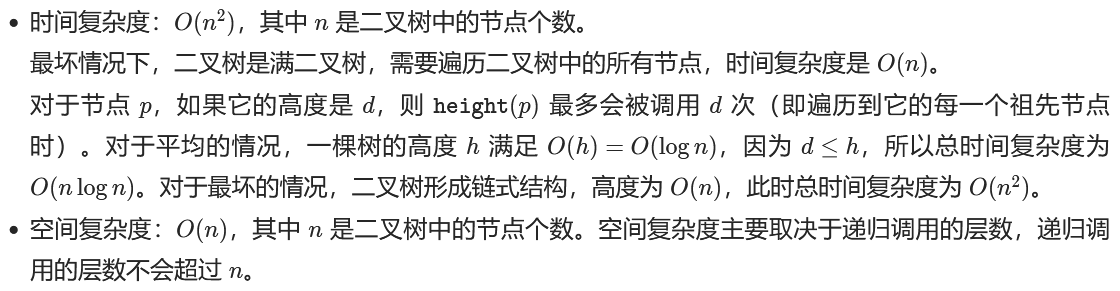 • 时间复杂度：O(n²)，其中 n 是二叉树中的节点个数。
最坏情况下，二叉树是满二叉树，需要遍历二叉树中的所有节点，时间复杂度是 O(n)。
对于节点 p，如果它的高度是 d，则 height(p) 最多会被调用 d 次（即遍历到它的每一个祖先节点
时）。对于平均的情况，一棵树的高度 h 满足 O(h) = O(log n)，因为 d ≤ h，所以总时间复杂度为
O(n log n)。对于最坏的情况，二叉树形成链式结构，高度为 O(n)，此时总时间复杂度为 O(n²)。
• 空间复杂度：O(n)，其中 n 是二叉树中的节点个数。空间复杂度主要取决于递归调用的层数，递归调
用的层数不会超过 n。